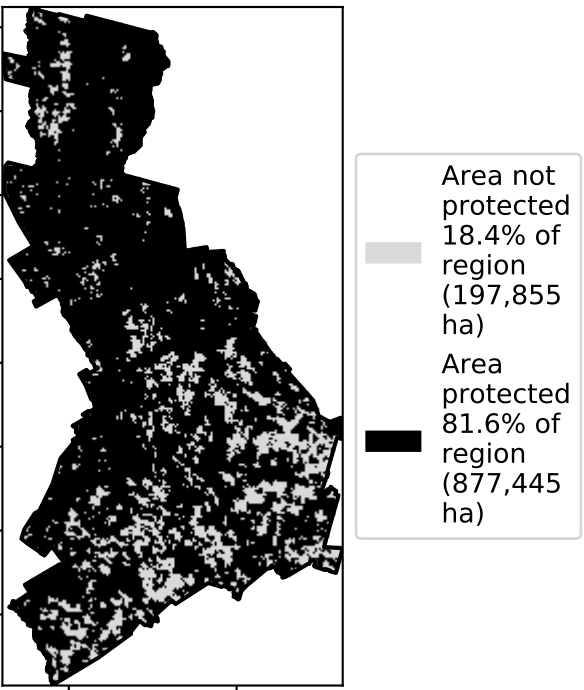 Area not
protected
18.4% of
region
(197,855
ha)
Area
protected
81.6% of
region
(877,445
ha)